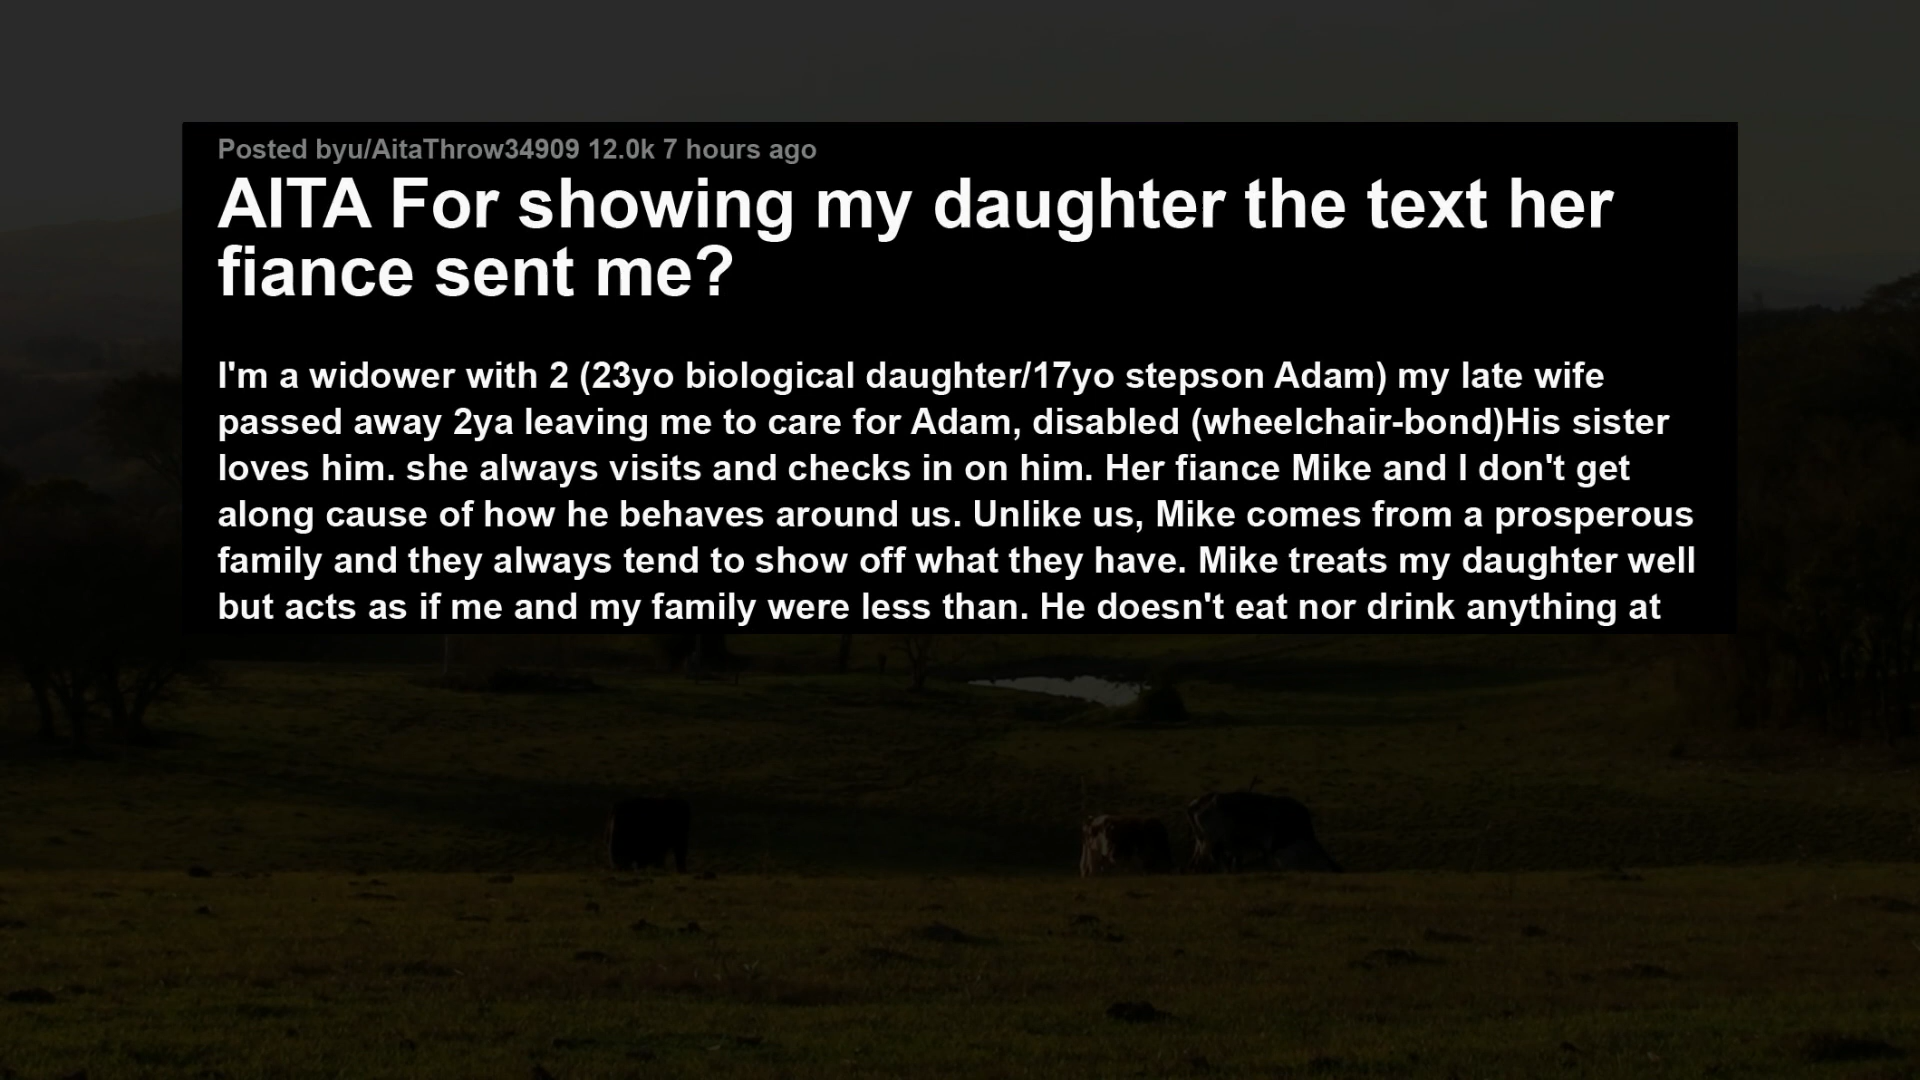 Posted byu/AitaThrow34909 12.0k 7 hours ago
AITA For showing my daughter the text her
fiance sent me?
I'm a widower with 2 (23yo biological daughter/17yo stepson Adam) my late wife
passed away 2ya leaving me to care for Adam, disabled (wheelchair-bond)His sister
loves him. she always visits and checks in on him. Her fiance Mike and I don't get
along cause of how he behaves around us. Unlike us, Mike comes from a prosperous
family and they always tend to show off what they have. Mike treats my daughter well
but acts as if me and my family were less than. He doesn't eat nor drink anything at